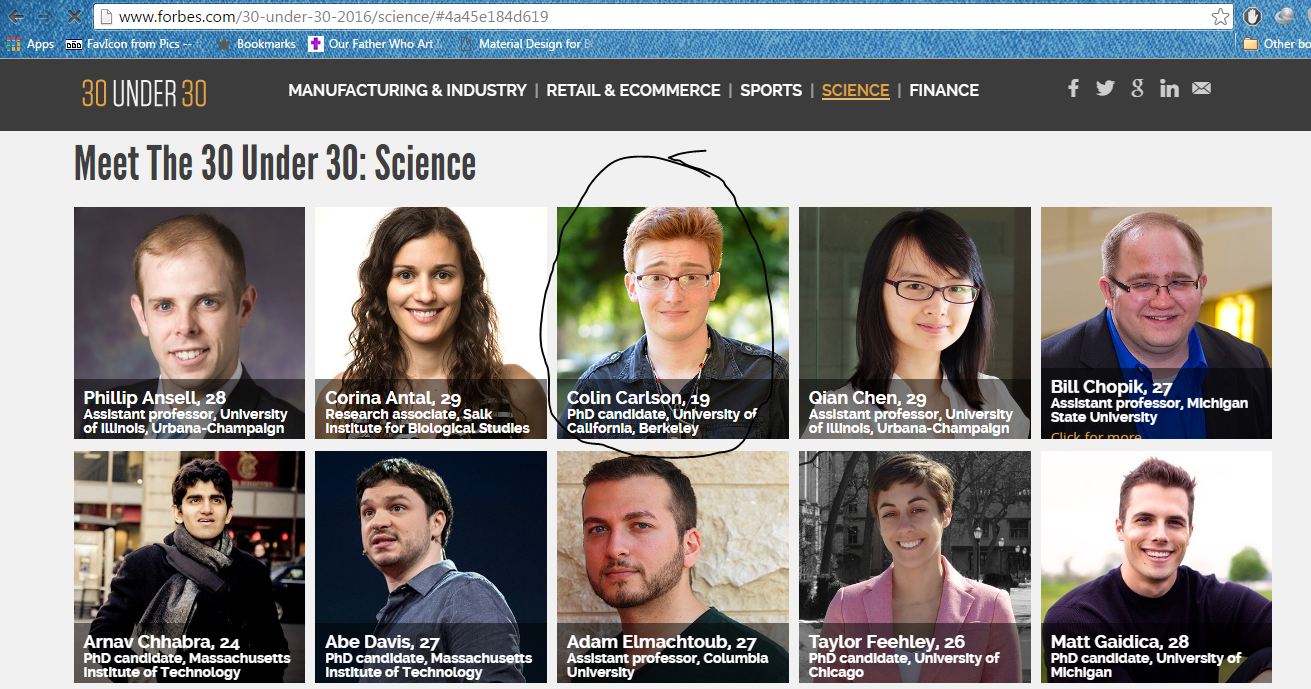 www.forbes.com/30-under-30-2016/science/#4a45e184d619
Apps FavIcon from Pics -- Bookmarks Our Father Who Art Material Design for Other bo
30 UNDER 30 MANUFACTURING & INDUSTRY | RETAIL & ECOMMERCE | SPORTS | SCIENCE | FINANCE
Meet The 30 Under 30: Science
Phillip Ansell, 28
Assistant professor, University
of Illinois, Urbana-Champaign
Corina Antal, 29
Research associate, Salk
Institute for Biological Studies
Colin Carlson, 19
PhD candidate, University of
California, Berkeley
Qian Chen, 29
Assistant professor, University
of Illinois, Urbana-Champaign
Bill Chopik, 27
Assistant professor, Michigan
State University
Click for more
Arnav Chhabra, 24
PhD candidate, Massachusetts
Institute of Technology
Abe Davis, 27
PhD candidate, Massachusetts
Institute of Technology
Adam Elmachtoub, 27
Assistant professor, Columbia
University
Taylor Feehley, 26
PhD candidate, University of
Chicago
Matt Gaidica, 28
PhD candidate, University of
Michigan